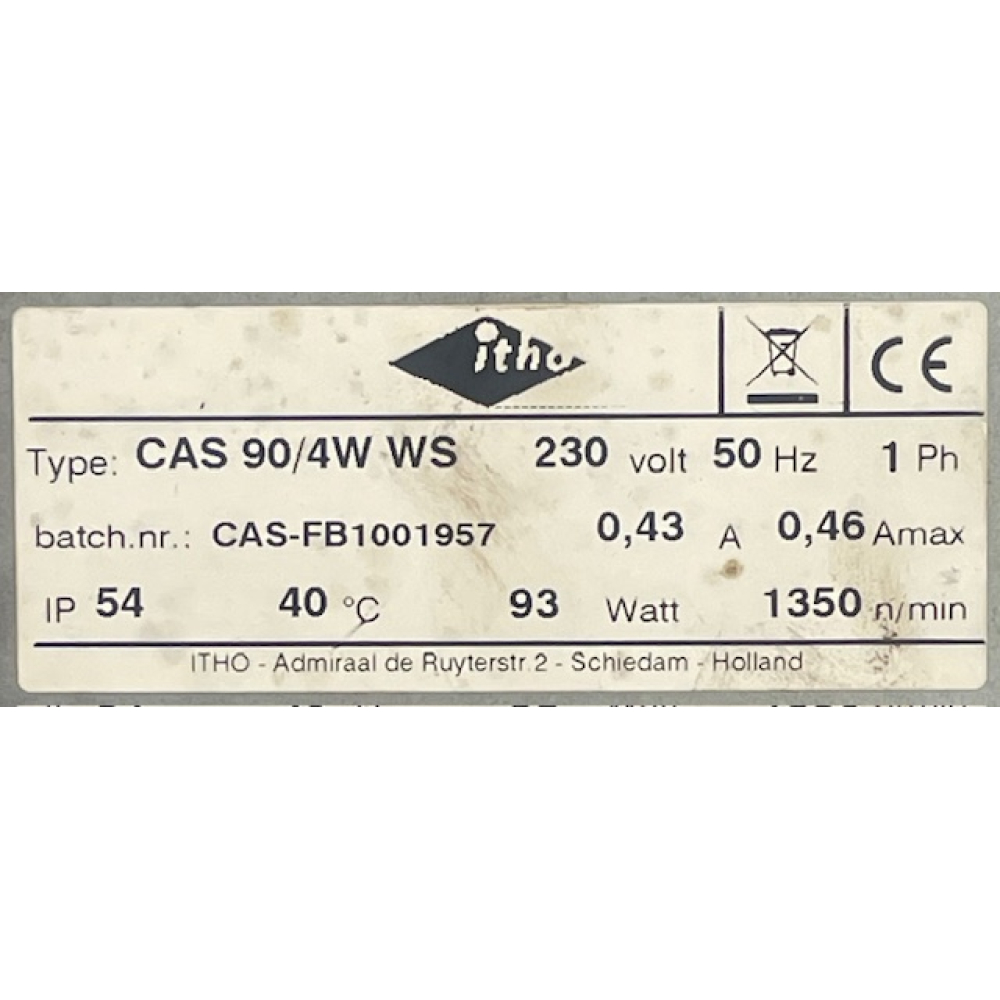 itho
CE
Type: CAS 90/4W WS 230 volt 50 Hz 1 Ph
batch.nr.: CAS-FB1001957 0,43 A 0,46 Amax
IP 54 40 °C 93 Watt 1350 n/min
ITHO - Admiraal de Ruyterstr. 2 - Schiedam - Holland